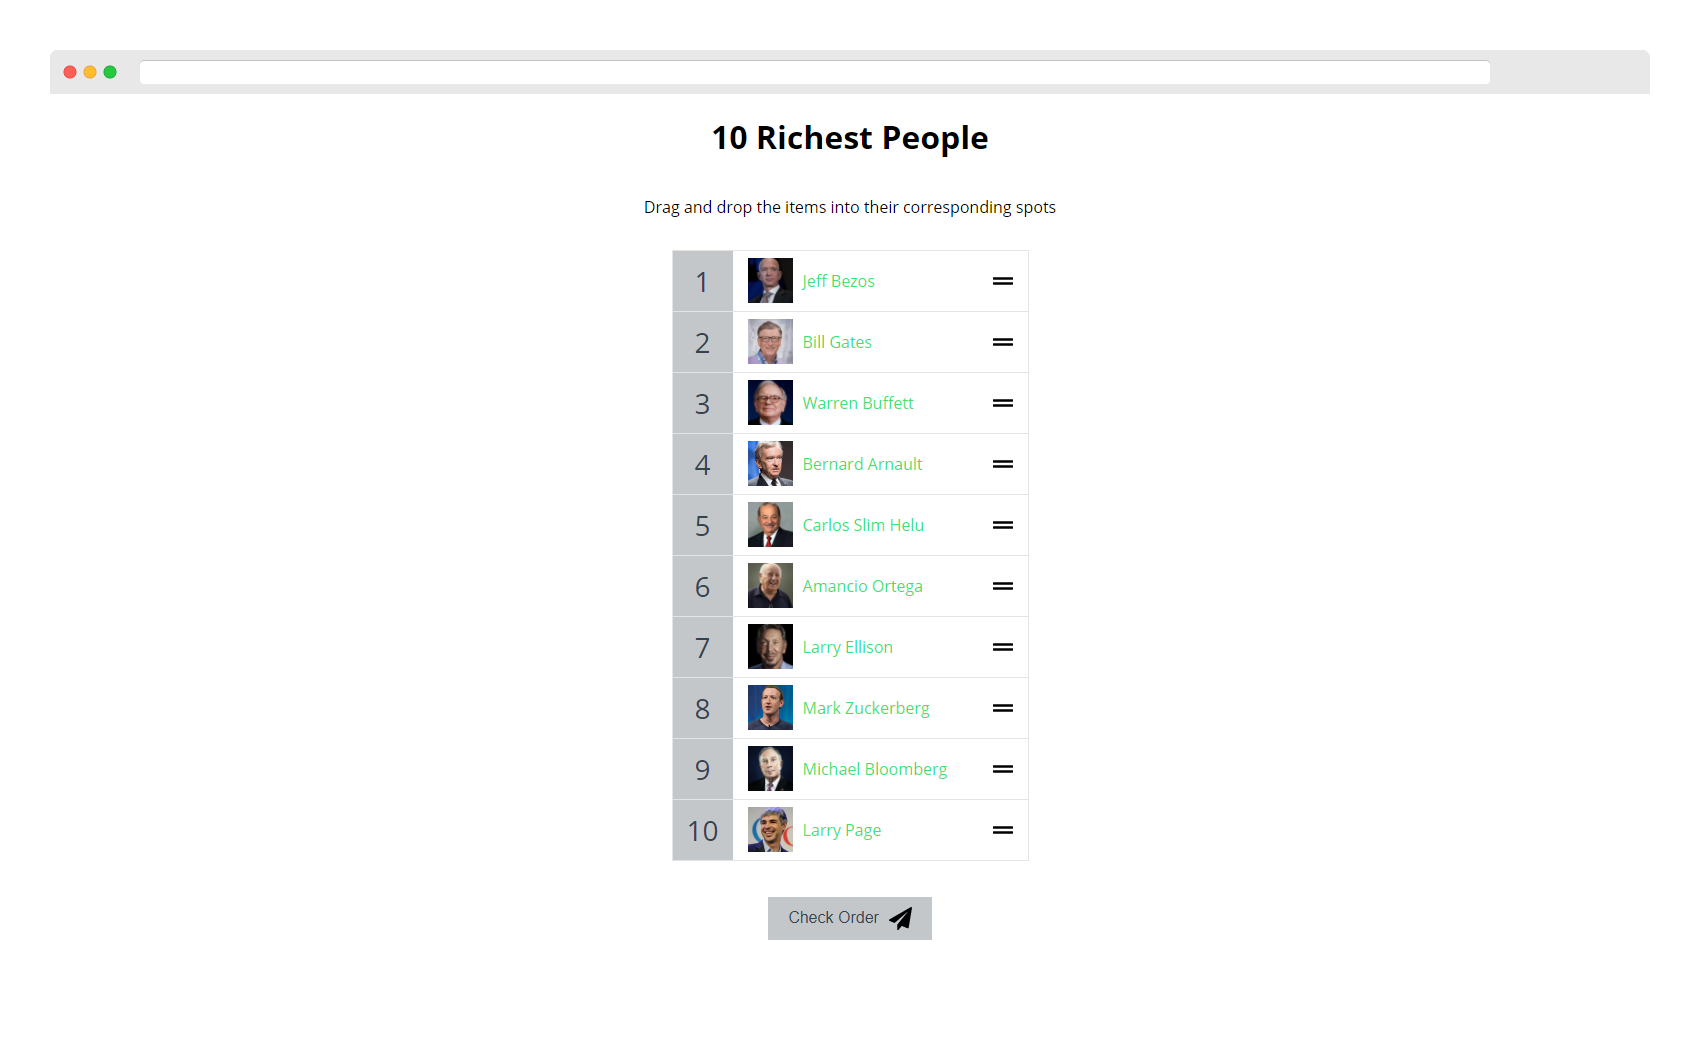 10 Richest People
Drag and drop the items into their corresponding spots
1 Jeff Bezos
2 Bill Gates
3 Warren Buffett
4 Bernard Arnault
5 Carlos Slim Helu
6 Amancio Ortega
7 Larry Ellison
8 Mark Zuckerberg
9 Michael Bloomberg
10 Larry Page
Check Order